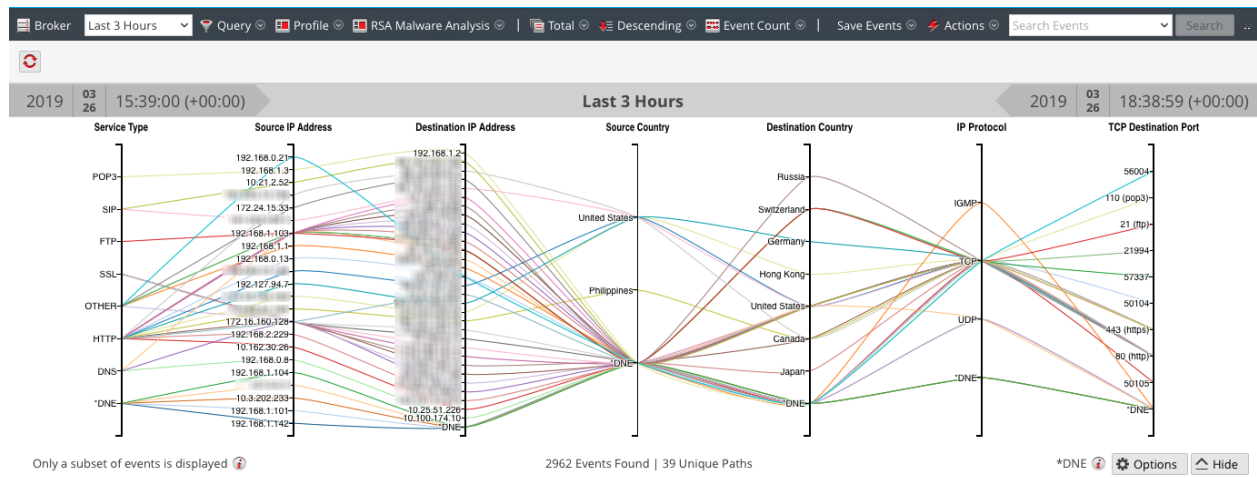 Broker Last 3 Hours Query Profile RSA Malware Analysis | Total Descending Event Count | Save Events Actions Search Events Search ..
2019 03 26 15:39:00 (+00:00) Last 3 Hours 2019 03 26 18:38:59 (+00:00)
Service Type Source IP Address Destination IP Address Source Country Destination Country IP Protocol TCP Destination Port
POP3
SIP
FTP
SSL
OTHER
HTTP
DNS
*DNE
192.168.0.21
192.168.1.3
10.21.2.52
172.24.15.33
192.168.1.103
192.168.1.1
192.168.0.13
192.127.94.7
172.16.160.128
192.168.2.229
10.162.30.26
192.168.0.8
192.168.1.104
10.3.202.233
192.168.1.101
192.168.1.142
192.168.1.2
10.25.51.226
10.100.174.10
*DNE
United States
Philippines
*DNE
Russia
Switzerland
Germany
Hong Kong
United States
Canada
Japan
*DNE
IGMP
TCP
UDP
*DNE
56004
110 (pop3)
21 (ftp)
21994
57337
50104
443 (https)
80 (http)
50105
*DNE
Only a subset of events is displayed 2962 Events Found | 39 Unique Paths *DNE Options Hide